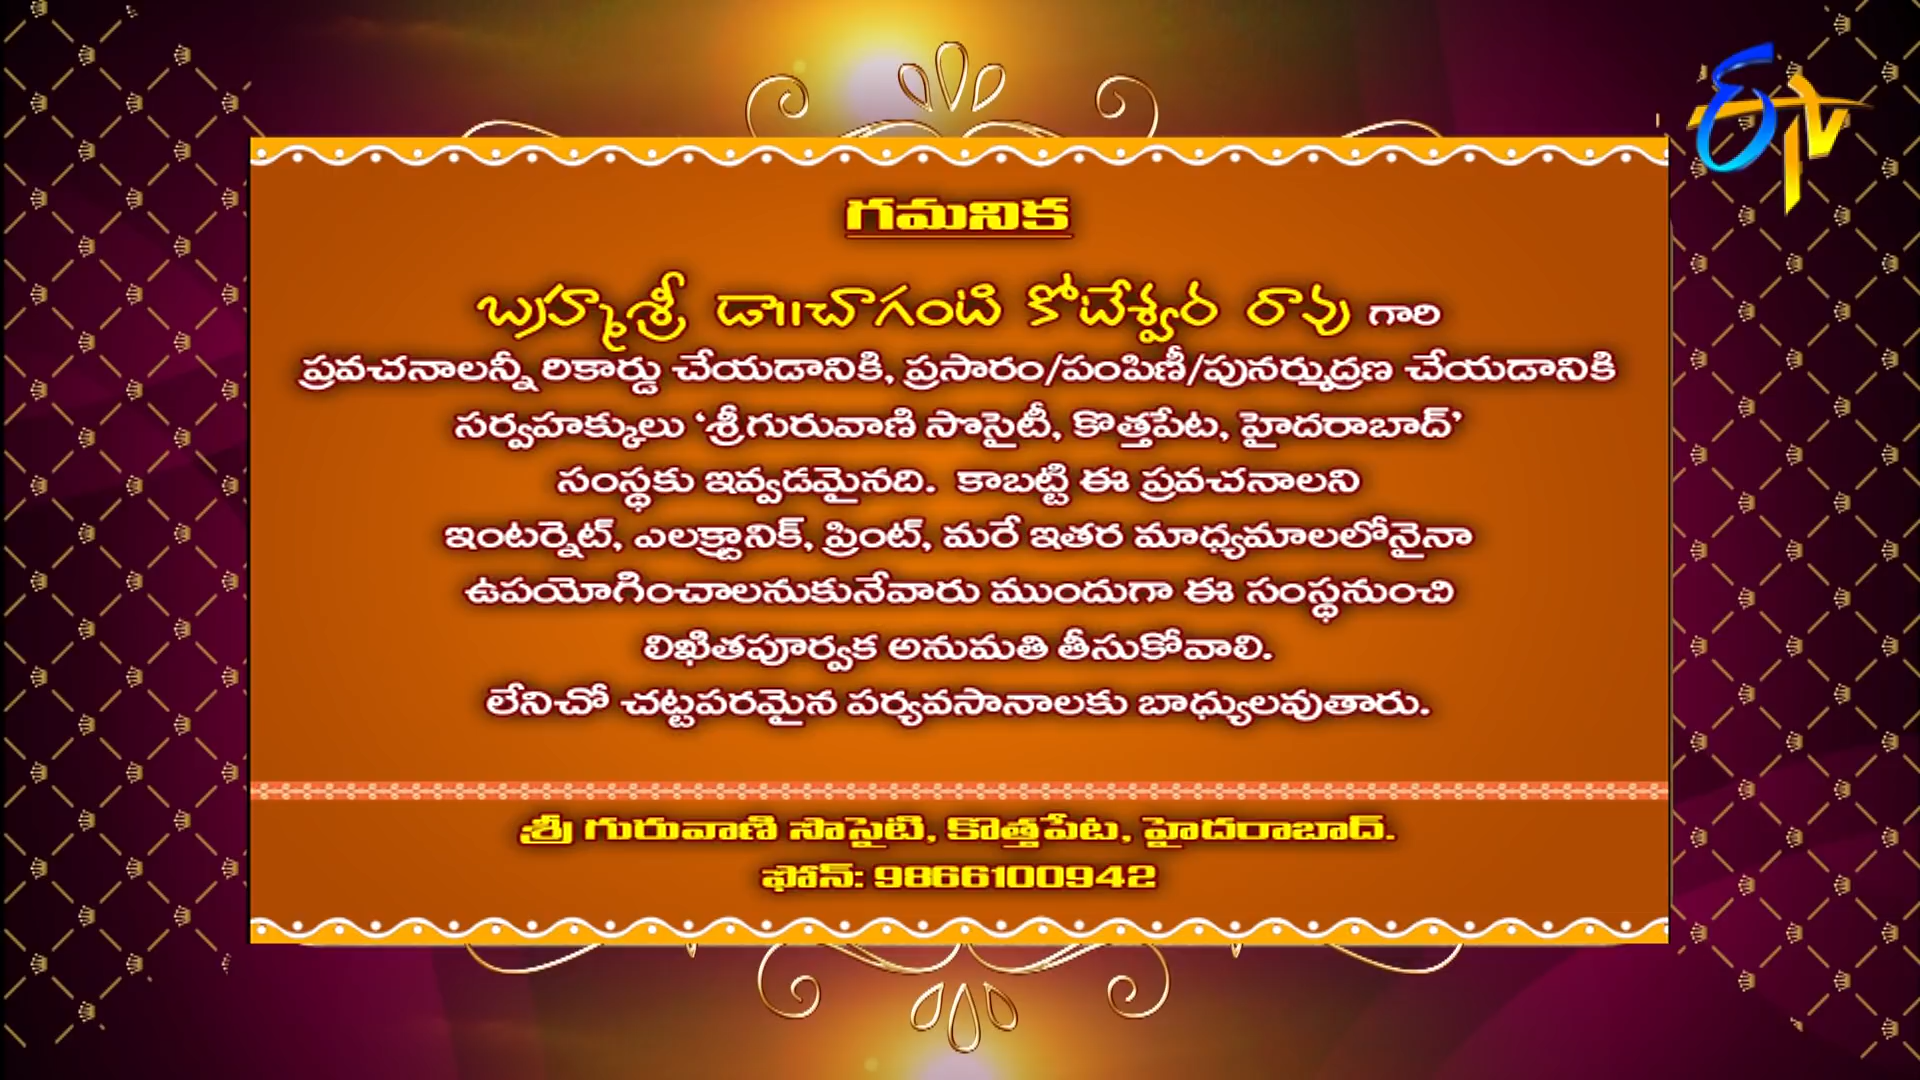 ETV
గమనిక
బ్రహ్మశ్రీ డా||చాగంటి కోటేశ్వర రావు గారి
ప్రవచనాలన్నీ రికార్డు చేయడానికి, ప్రసారం/పంపిణీ/పునర్ముద్రణ చేయడానికి
సర్వహక్కులు ‘శ్రీగురువాణి సొసైటీ, కొత్తపేట, హైదరాబాద్’
సంస్థకు ఇవ్వడమైనది. కాబట్టి ఈ ప్రవచనాలని
ఇంటర్నెట్, ఎలక్ట్రానిక్, ప్రింట్, మరే ఇతర మాధ్యమాలలోనైనా
ఉపయోగించాలనుకునేవారు ముందుగా ఈ సంస్థనుంచి
లిఖితపూర్వక అనుమతి తీసుకోవాలి.
లేనిచో చట్టపరమైన పర్యవసానాలకు బాధ్యులవుతారు.
శ్రీ గురువాణి సొసైటి, కొత్తపేట, హైదరాబాద్.
ఫోన్: 9866100942